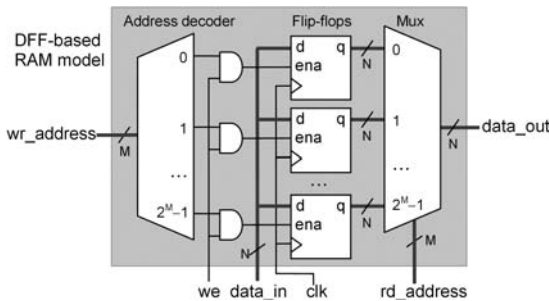 Address decoder
Flip-flops
Mux
DFF-based
RAM model
0
d
q
ena
N
0
wr_address
M
1
d
q
ena
N
1
data_out
N
...
...
...
2^M–1
d
q
ena
N
2^M–1
N
M
we
data_in
clk
rd_address